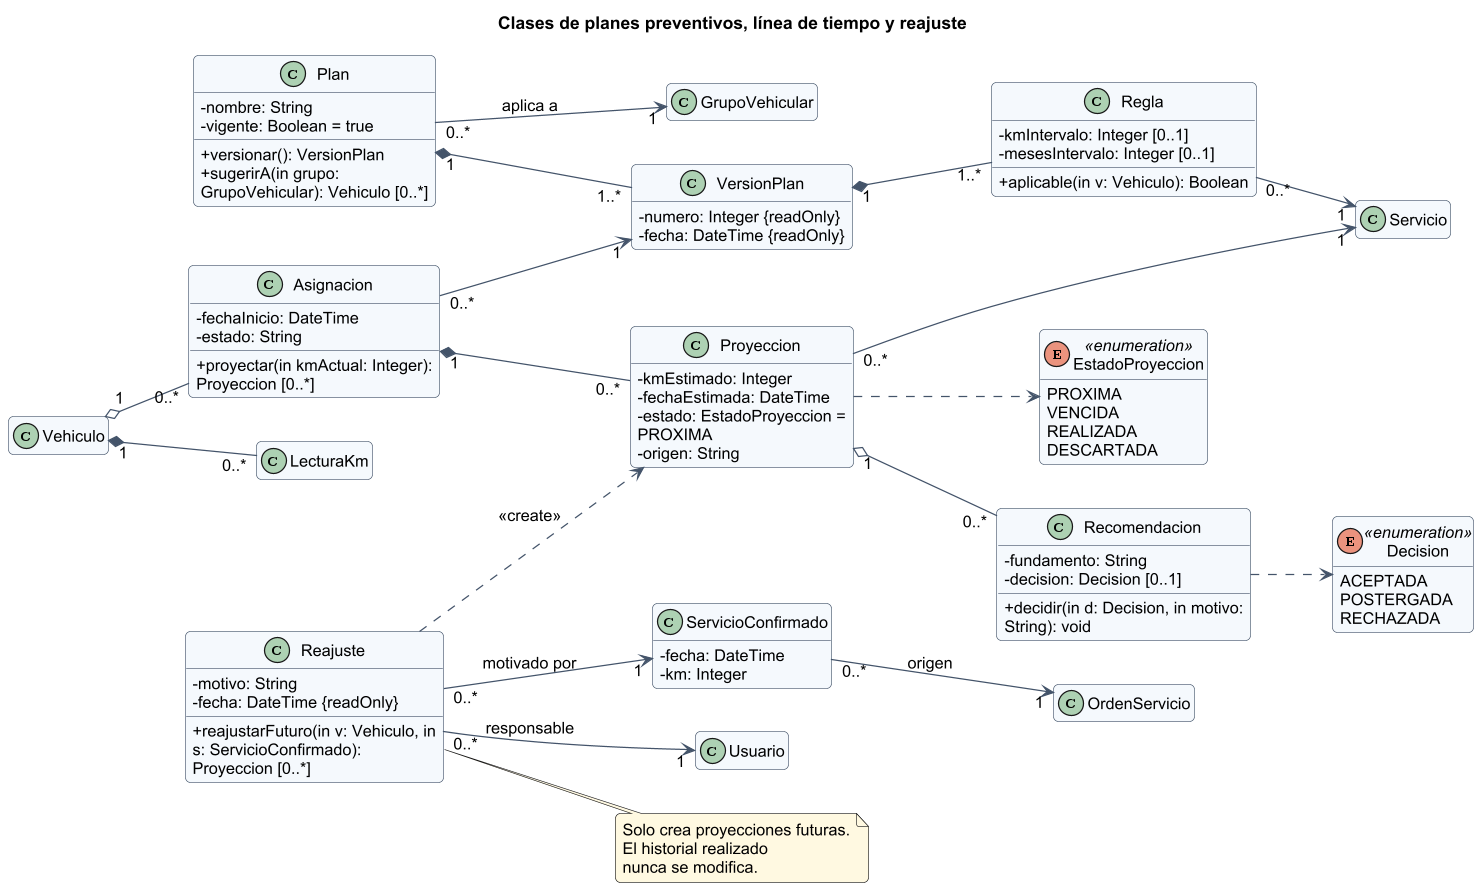 Clases de planes preventivos, línea de tiempo y reajuste
C Plan
-nombre: String
-vigente: Boolean = true
+versionar(): VersionPlan
+sugerirA(in grupo:
GrupoVehicular): Vehiculo [0..*]
aplica a
0..*
1
C GrupoVehicular
1
1..*
C VersionPlan
-numero: Integer {readOnly}
-fecha: DateTime {readOnly}
1
1..*
C Regla
-kmIntervalo: Integer [0..1]
-mesesIntervalo: Integer [0..1]
+aplicable(in v: Vehiculo): Boolean
0..*
1
C Servicio
1
C Asignacion
-fechaInicio: DateTime
-estado: String
+proyectar(in kmActual: Integer):
Proyeccion [0..*]
0..*
1
1
0..*
C Vehiculo
1
0..*
1
0..*
C LecturaKm
C Proyeccion
-kmEstimado: Integer
-fechaEstimada: DateTime
-estado: EstadoProyeccion =
PROXIMA
-origen: String
0..*
E «enumeration»
EstadoProyeccion
PROXIMA
VENCIDA
REALIZADA
DESCARTADA
1
0..*
C Recomendacion
-fundamento: String
-decision: Decision [0..1]
+decidir(in d: Decision, in motivo:
String): void
E «enumeration»
Decision
ACEPTADA
POSTERGADA
RECHAZADA
«create»
C Reajuste
-motivo: String
-fecha: DateTime {readOnly}
+reajustarFuturo(in v: Vehiculo, in
s: ServicioConfirmado):
Proyeccion [0..*]
motivado por
0..*
1
C ServicioConfirmado
-fecha: DateTime
-km: Integer
origen
0..*
1
C OrdenServicio
responsable
0..*
1
C Usuario
Solo crea proyecciones futuras.
El historial realizado
nunca se modifica.